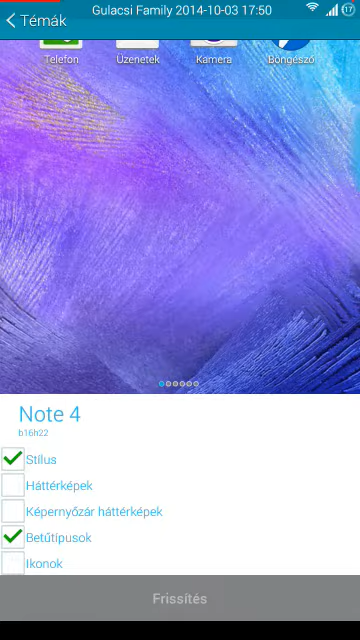 Gulacsi Family 2014-10-03 17:50
17
Témák
Telefon Üzenetek Kamera Böngésző
Note 4
b16h22
Stílus
Háttérképek
Képernyőzár háttérképek
Betűtípusok
Ikonok
Frissítés